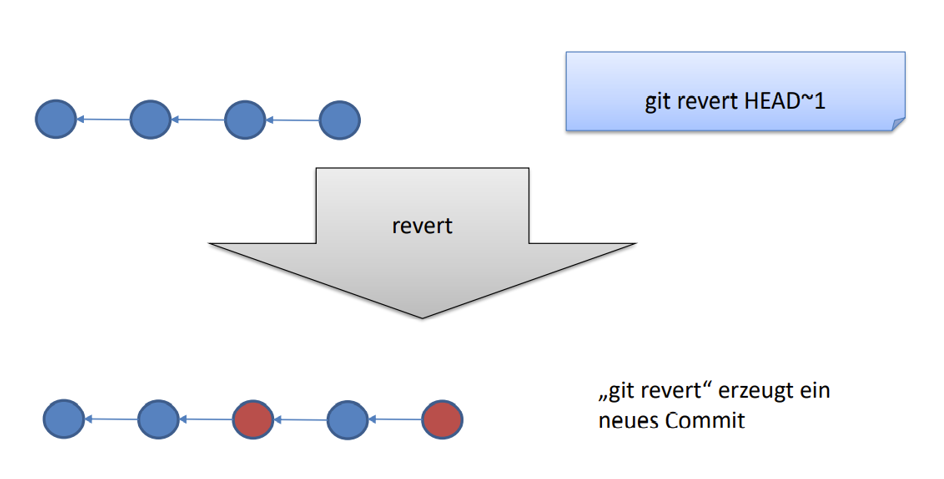 git revert HEAD~1
revert
„git revert“ erzeugt ein
neues Commit